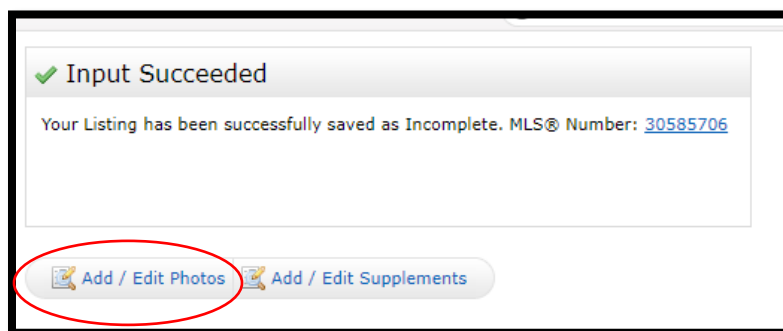 Input Succeeded
Your Listing has been successfully saved as Incomplete. MLS® Number: 30585706
Add / Edit Photos Add / Edit Supplements